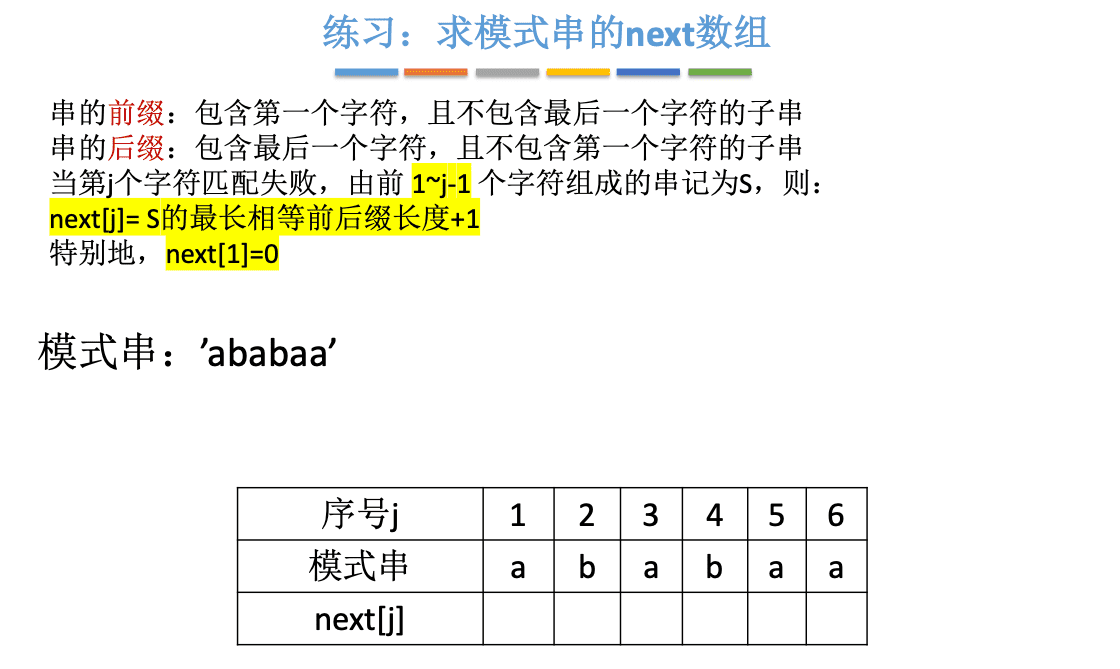 练习：求模式串的next数组
串的前缀：包含第一个字符，且不包含最后一个字符的子串
串的后缀：包含最后一个字符，且不包含第一个字符的子串
当第j个字符匹配失败，由前 1~j-1 个字符组成的串记为S，则：
next[j]= S的最长相等前后缀长度+1
特别地，next[1]=0
模式串：’ababaa’
序号j 1 2 3 4 5 6
模式串 a b a b a a
next[j]